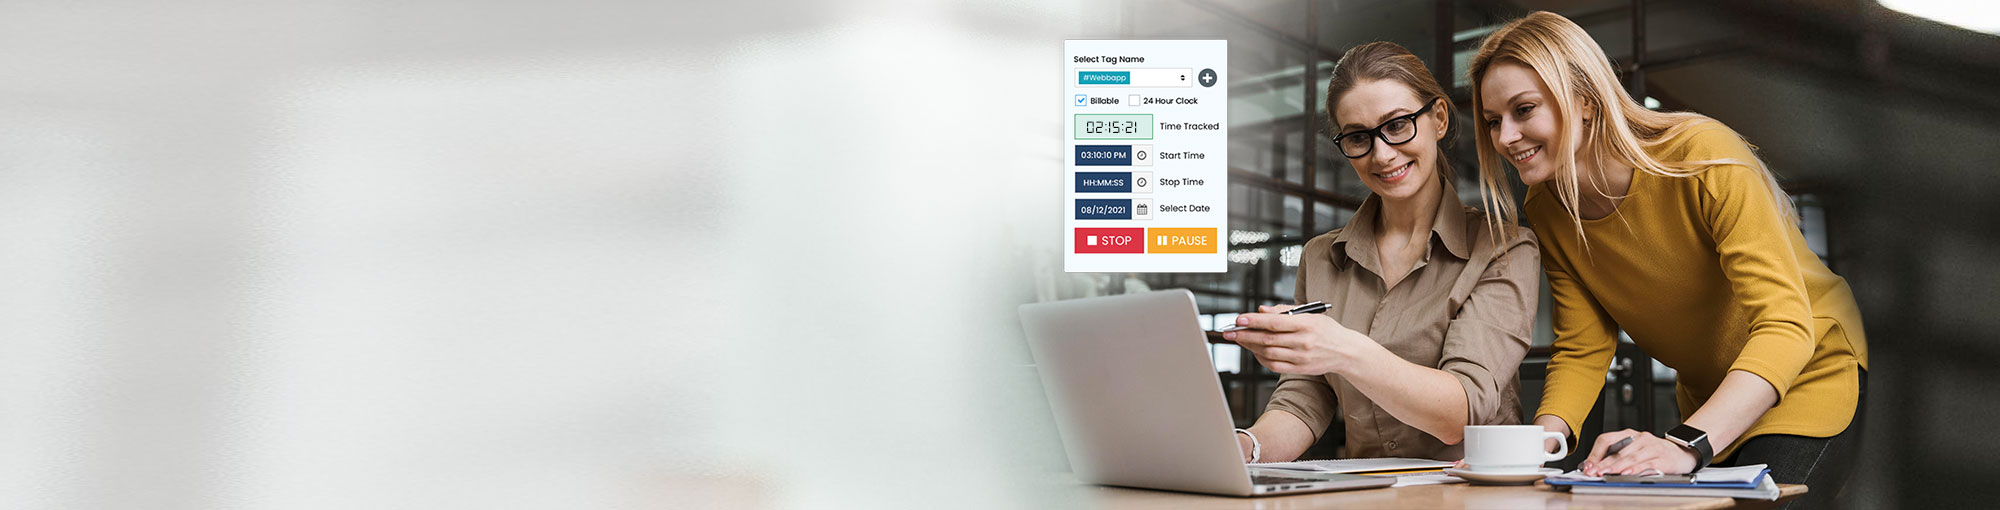 Select Tag Name
#Webbapp
Billable 24 Hour Clock
02:15:21 Time Tracked
03:10:10 PM Start Time
HH:MM:SS Stop Time
08/12/2021 Select Date
STOP PAUSE